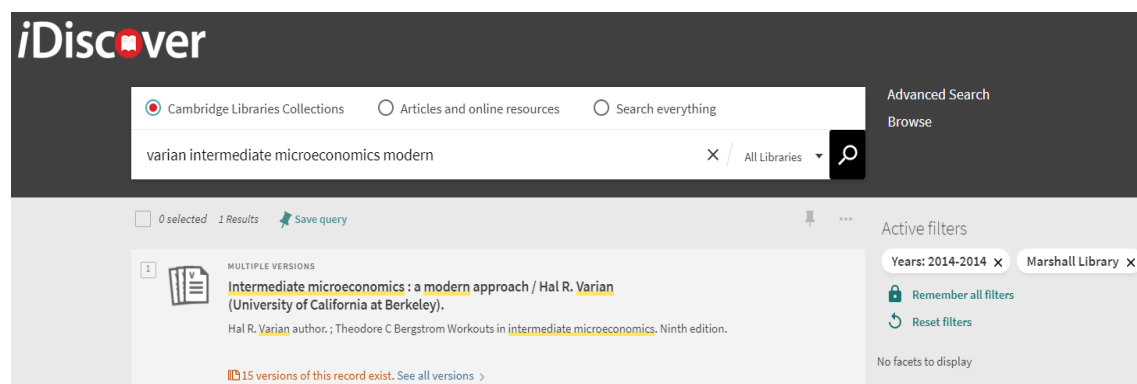 iDiscover
Cambridge Libraries Collections Articles and online resources Search everything
Advanced Search
Browse
varian intermediate microeconomics modern
All Libraries
0 selected 1 Results Save query
Active filters
Years: 2014-2014 Marshall Library
Remember all filters
Reset filters
No facets to display
1
MULTIPLE VERSIONS
Intermediate microeconomics : a modern approach / Hal R. Varian
(University of California at Berkeley).
Hal R. Varian author. ; Theodore C Bergstrom Workouts in intermediate microeconomics. Ninth edition.
15 versions of this record exist. See all versions >